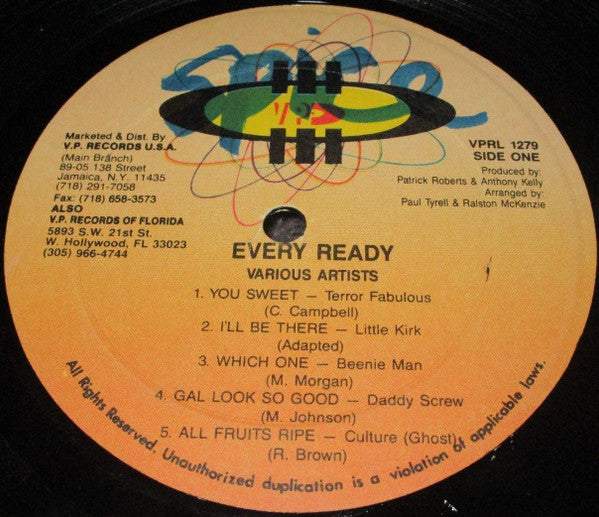 Spice
V.P.
Marketed & Dist. By
V.P. RECORDS U.S.A.
(Main Branch)
89-05 138 Street
Jamaica, N.Y. 11435
(718) 291-7058
Fax: (718) 658-3573
ALSO
V.P. RECORDS OF FLORIDA
5893 S.W. 21st St.
W. Hollywood, FL 33023
(305) 966-4744
VPRL 1279
SIDE ONE
Produced by:
Patrick Roberts & Anthony Kelly
Arranged by:
Paul Tyrell & Ralston McKenzie
EVERY READY
VARIOUS ARTISTS
1. YOU SWEET — Terror Fabulous
(C. Campbell)
2. I'LL BE THERE — Little Kirk
(Adapted)
3. WHICH ONE — Beenie Man
(M. Morgan)
4. GAL LOOK SO GOOD — Daddy Screw
(M. Johnson)
5. ALL FRUITS RIPE — Culture (Ghost)
(R. Brown)
All Rights Reserved. Unauthorized duplication is a violation of applicable laws.